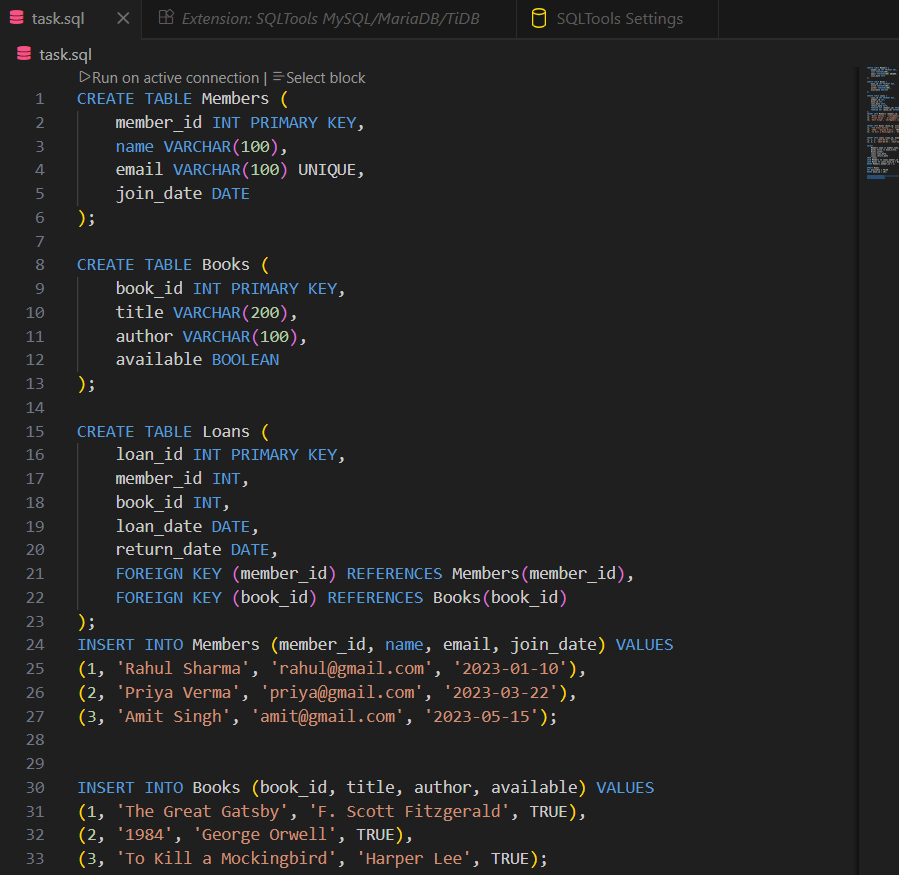 task.sql
Extension: SQLTools MySQL/MariaDB/TiDB
SQLTools Settings
task.sql
Run on active connection | Select block
1 CREATE TABLE Members (
2 member_id INT PRIMARY KEY,
3 name VARCHAR(100),
4 email VARCHAR(100) UNIQUE,
5 join_date DATE
6 );
7
8 CREATE TABLE Books (
9 book_id INT PRIMARY KEY,
10 title VARCHAR(200),
11 author VARCHAR(100),
12 available BOOLEAN
13 );
14
15 CREATE TABLE Loans (
16 loan_id INT PRIMARY KEY,
17 member_id INT,
18 book_id INT,
19 loan_date DATE,
20 return_date DATE,
21 FOREIGN KEY (member_id) REFERENCES Members(member_id),
22 FOREIGN KEY (book_id) REFERENCES Books(book_id)
23 );
24 INSERT INTO Members (member_id, name, email, join_date) VALUES
25 (1, 'Rahul Sharma', 'rahul@gmail.com', '2023-01-10'),
26 (2, 'Priya Verma', 'priya@gmail.com', '2023-03-22'),
27 (3, 'Amit Singh', 'amit@gmail.com', '2023-05-15');
28
29
30 INSERT INTO Books (book_id, title, author, available) VALUES
31 (1, 'The Great Gatsby', 'F. Scott Fitzgerald', TRUE),
32 (2, '1984', 'George Orwell', TRUE),
33 (3, 'To Kill a Mockingbird', 'Harper Lee', TRUE);